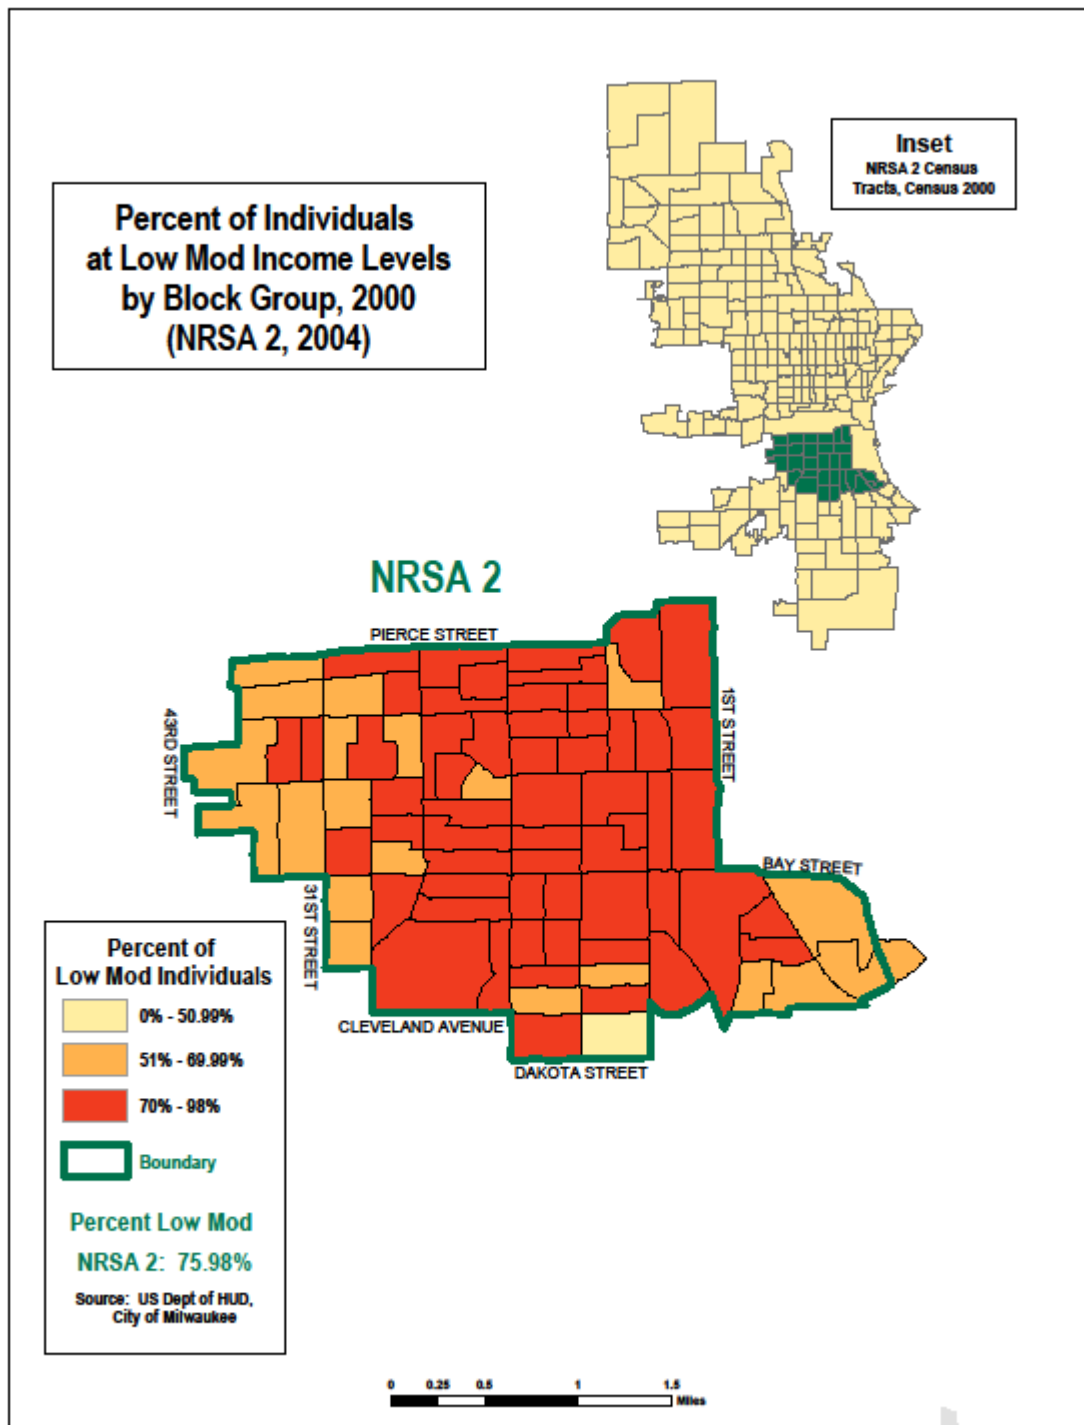 Percent of Individuals
at Low Mod Income Levels
by Block Group, 2000
(NRSA 2, 2004)
Inset
NRSA 2 Census
Tracts, Census 2000
NRSA 2
PIERCE STREET
43RD STREET
1ST STREET
BAY STREET
31ST STREET
CLEVELAND AVENUE
DAKOTA STREET
Percent of
Low Mod Individuals
0% - 50.99%
51% - 69.99%
70% - 98%
Boundary
Percent Low Mod
NRSA 2: 75.98%
Source: US Dept of HUD,
City of Milwaukee
0 0.25 0.5 1 1.5
Miles